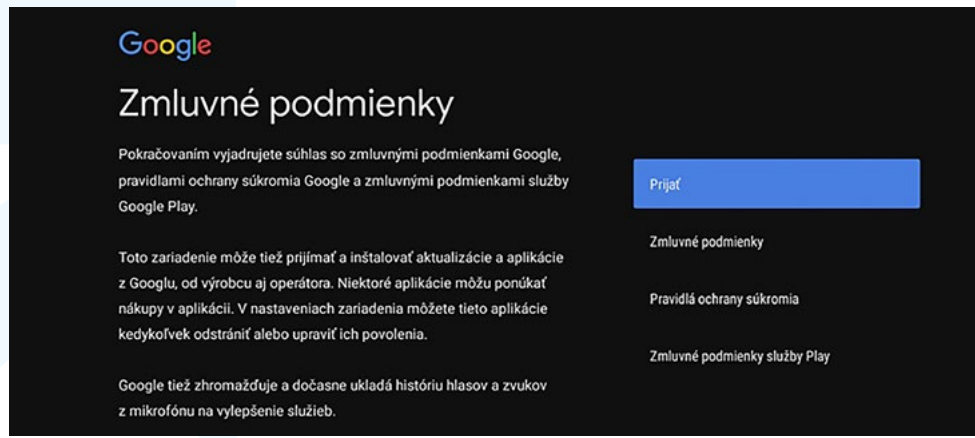 Google
Zmluvné podmienky
Pokračovaním vyjadrujete súhlas so zmluvnými podmienkami Google,
pravidlami ochrany súkromia Google a zmluvnými podmienkami služby
Google Play.
Toto zariadenie môže tiež prijímať a inštalovať aktualizácie a aplikácie
z Googlu, od výrobcu aj operátora. Niektoré aplikácie môžu ponúkať
nákupy v aplikácii. V nastaveniach zariadenia môžete tieto aplikácie
kedykoľvek odstrániť alebo upraviť ich povolenia.
Google tiež zhromažďuje a dočasne ukladá históriu hlasov a zvukov
z mikrofónu na vylepšenie služieb.
Prijať
Zmluvné podmienky
Pravidlá ochrany súkromia
Zmluvné podmienky služby Play